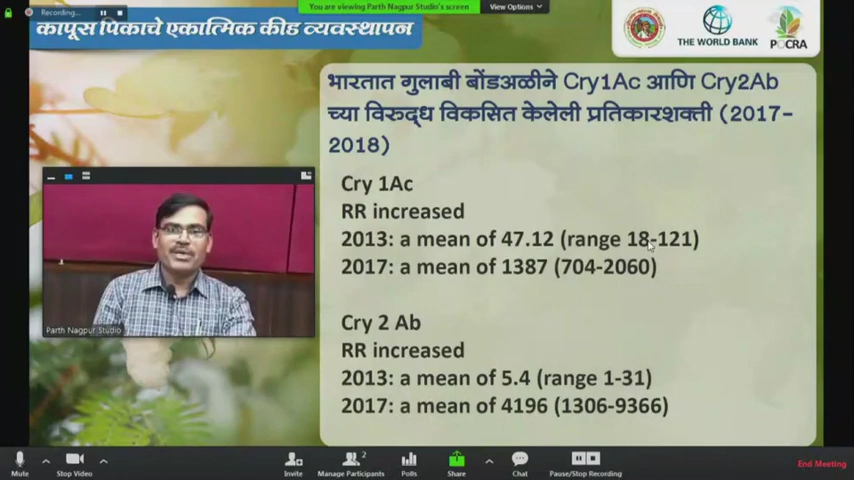 Recording...
You are viewing Parth Nagpur Studio's screen
View Options
कापूस पिकाचे एकात्मिक कीड व्यवस्थापन
THE WORLD BANK
POCRA
भारतात गुलाबी बोंडअळीने Cry1Ac आणि Cry2Ab
च्या विरुद्ध विकसित केलेली प्रतिकारशक्ती (2017-
2018)
Cry 1Ac
RR increased
2013: a mean of 47.12 (range 18-121)
2017: a mean of 1387 (704-2060)
Cry 2 Ab
RR increased
2013: a mean of 5.4 (range 1-31)
2017: a mean of 4196 (1306-9366)
Parth Nagpur Studio
Mute
Stop Video
Invite
2
Manage Participants
Polls
Share
Chat
Pause/Stop Recording
End Meeting